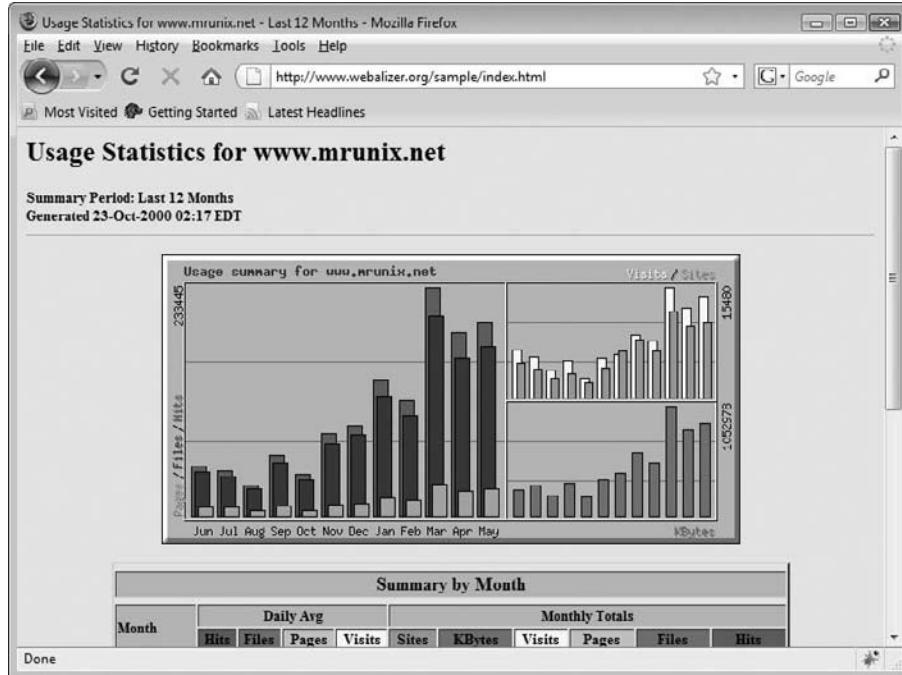 Usage Statistics for www.mrunix.net - Last 12 Months - Mozilla Firefox
File Edit View History Bookmarks Tools Help
http://www.webalizer.org/sample/index.html
G Google
Most Visited Getting Started Latest Headlines
Usage Statistics for www.mrunix.net
Summary Period: Last 12 Months
Generated 23-Oct-2000 02:17 EDT
Usage summary for www.mrunix.net
Visits / Sites
233445
15480
Pages / Files / Hits
1052973
Jun Jul Aug Sep Oct Nov Dec Jan Feb Mar Apr May
KBytes
Summary by Month
Month
Daily Avg
Monthly Totals
Hits Files Pages Visits Sites KBytes Visits Pages Files Hits
Done